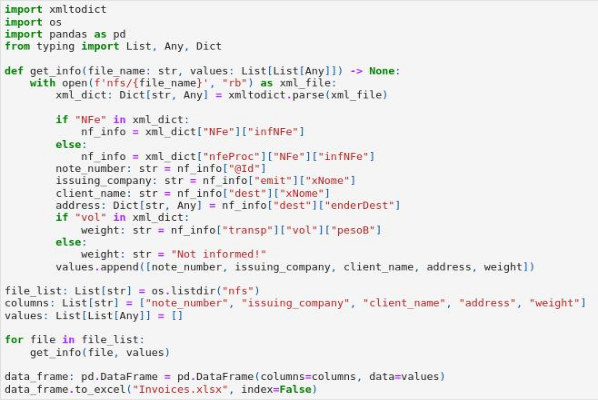 import xmltodict
import os
import pandas as pd
from typing import List, Any, Dict

def get_info(file_name: str, values: List[List[Any]]) -> None:
    with open(f'nfs/{file_name}', "rb") as xml_file:
        xml_dict: Dict[str, Any] = xmltodict.parse(xml_file)

        if "NFe" in xml_dict:
            nf_info = xml_dict["NFe"]["infNFe"]
        else:
            nf_info = xml_dict["nfeProc"]["NFe"]["infNFe"]
        note_number: str = nf_info["@Id"]
        issuing_company: str = nf_info["emit"]["xNome"]
        client_name: str = nf_info["dest"]["xNome"]
        address: Dict[str, Any] = nf_info["dest"]["enderDest"]
        if "vol" in xml_dict:
            weight: str = nf_info["transp"]["vol"]["pesoB"]
        else:
            weight: str = "Not informed!"
        values.append([note_number, issuing_company, client_name, address, weight])

file_list: List[str] = os.listdir("nfs")
columns: List[str] = ["note_number", "issuing_company", "client_name", "address", "weight"]
values: List[List[Any]] = []

for file in file_list:
    get_info(file, values)

data_frame: pd.DataFrame = pd.DataFrame(columns=columns, data=values)
data_frame.to_excel("Invoices.xlsx", index=False)